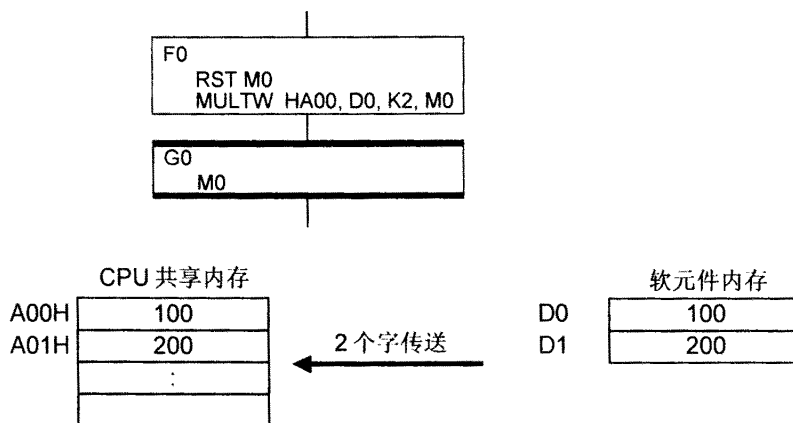 F0
RST M0
MULTW HA00, D0, K2, M0
G0
M0
CPU 共享内存
软元件内存
A00H 100
D0 100
A01H 200
2 个字传送
D1 200
: